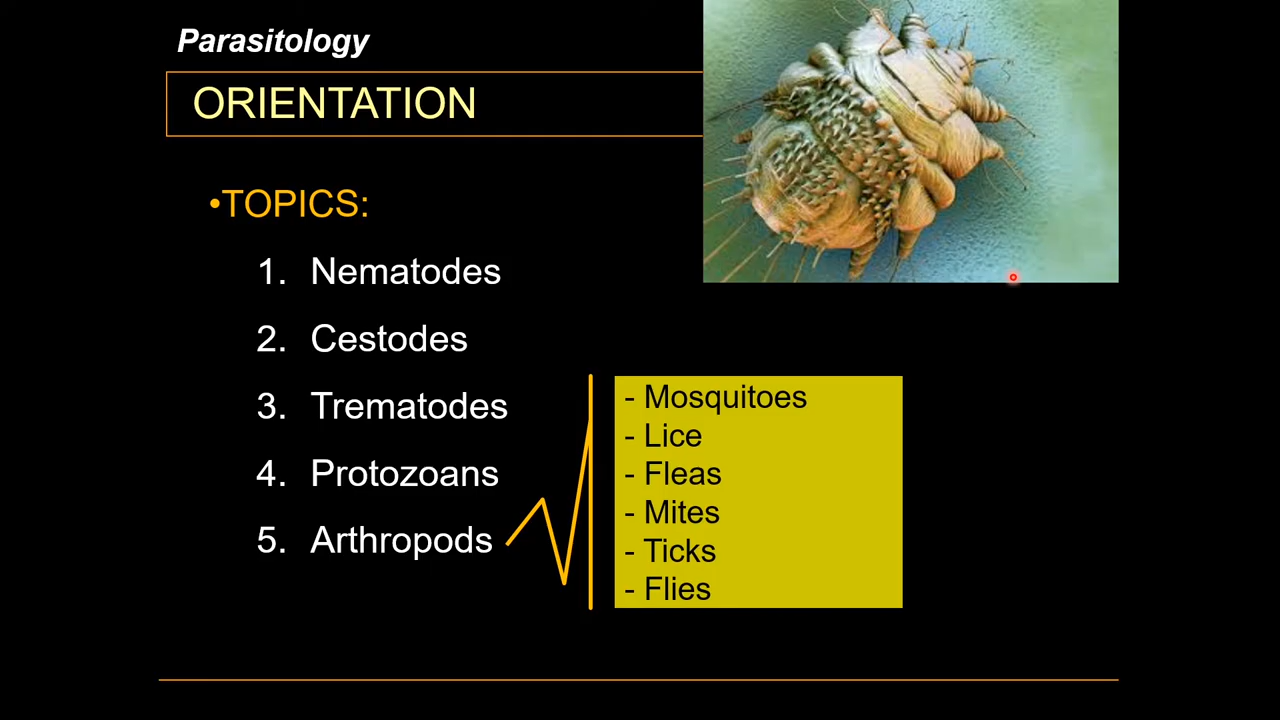 Parasitology
ORIENTATION
•TOPICS:
1. Nematodes
2. Cestodes
3. Trematodes
4. Protozoans
5. Arthropods
- Mosquitoes
- Lice
- Fleas
- Mites
- Ticks
- Flies